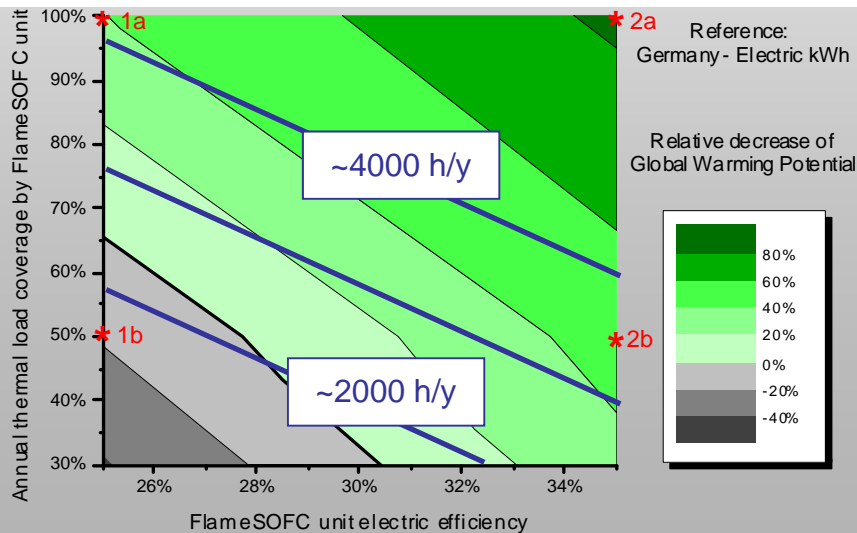 100%
90%
80%
70%
60%
50%
40%
30%
Annual thermal load coverage by FlameSOFC unit
1a
2a
1b
2b
~4000 h/y
~2000 h/y
26%
28%
30%
32%
34%
FlameSOFC unit electric efficiency
Reference:
Germany - Electric kWh
Relative decrease of
Global Warming Potential
80%
60%
40%
20%
0%
-20%
-40%